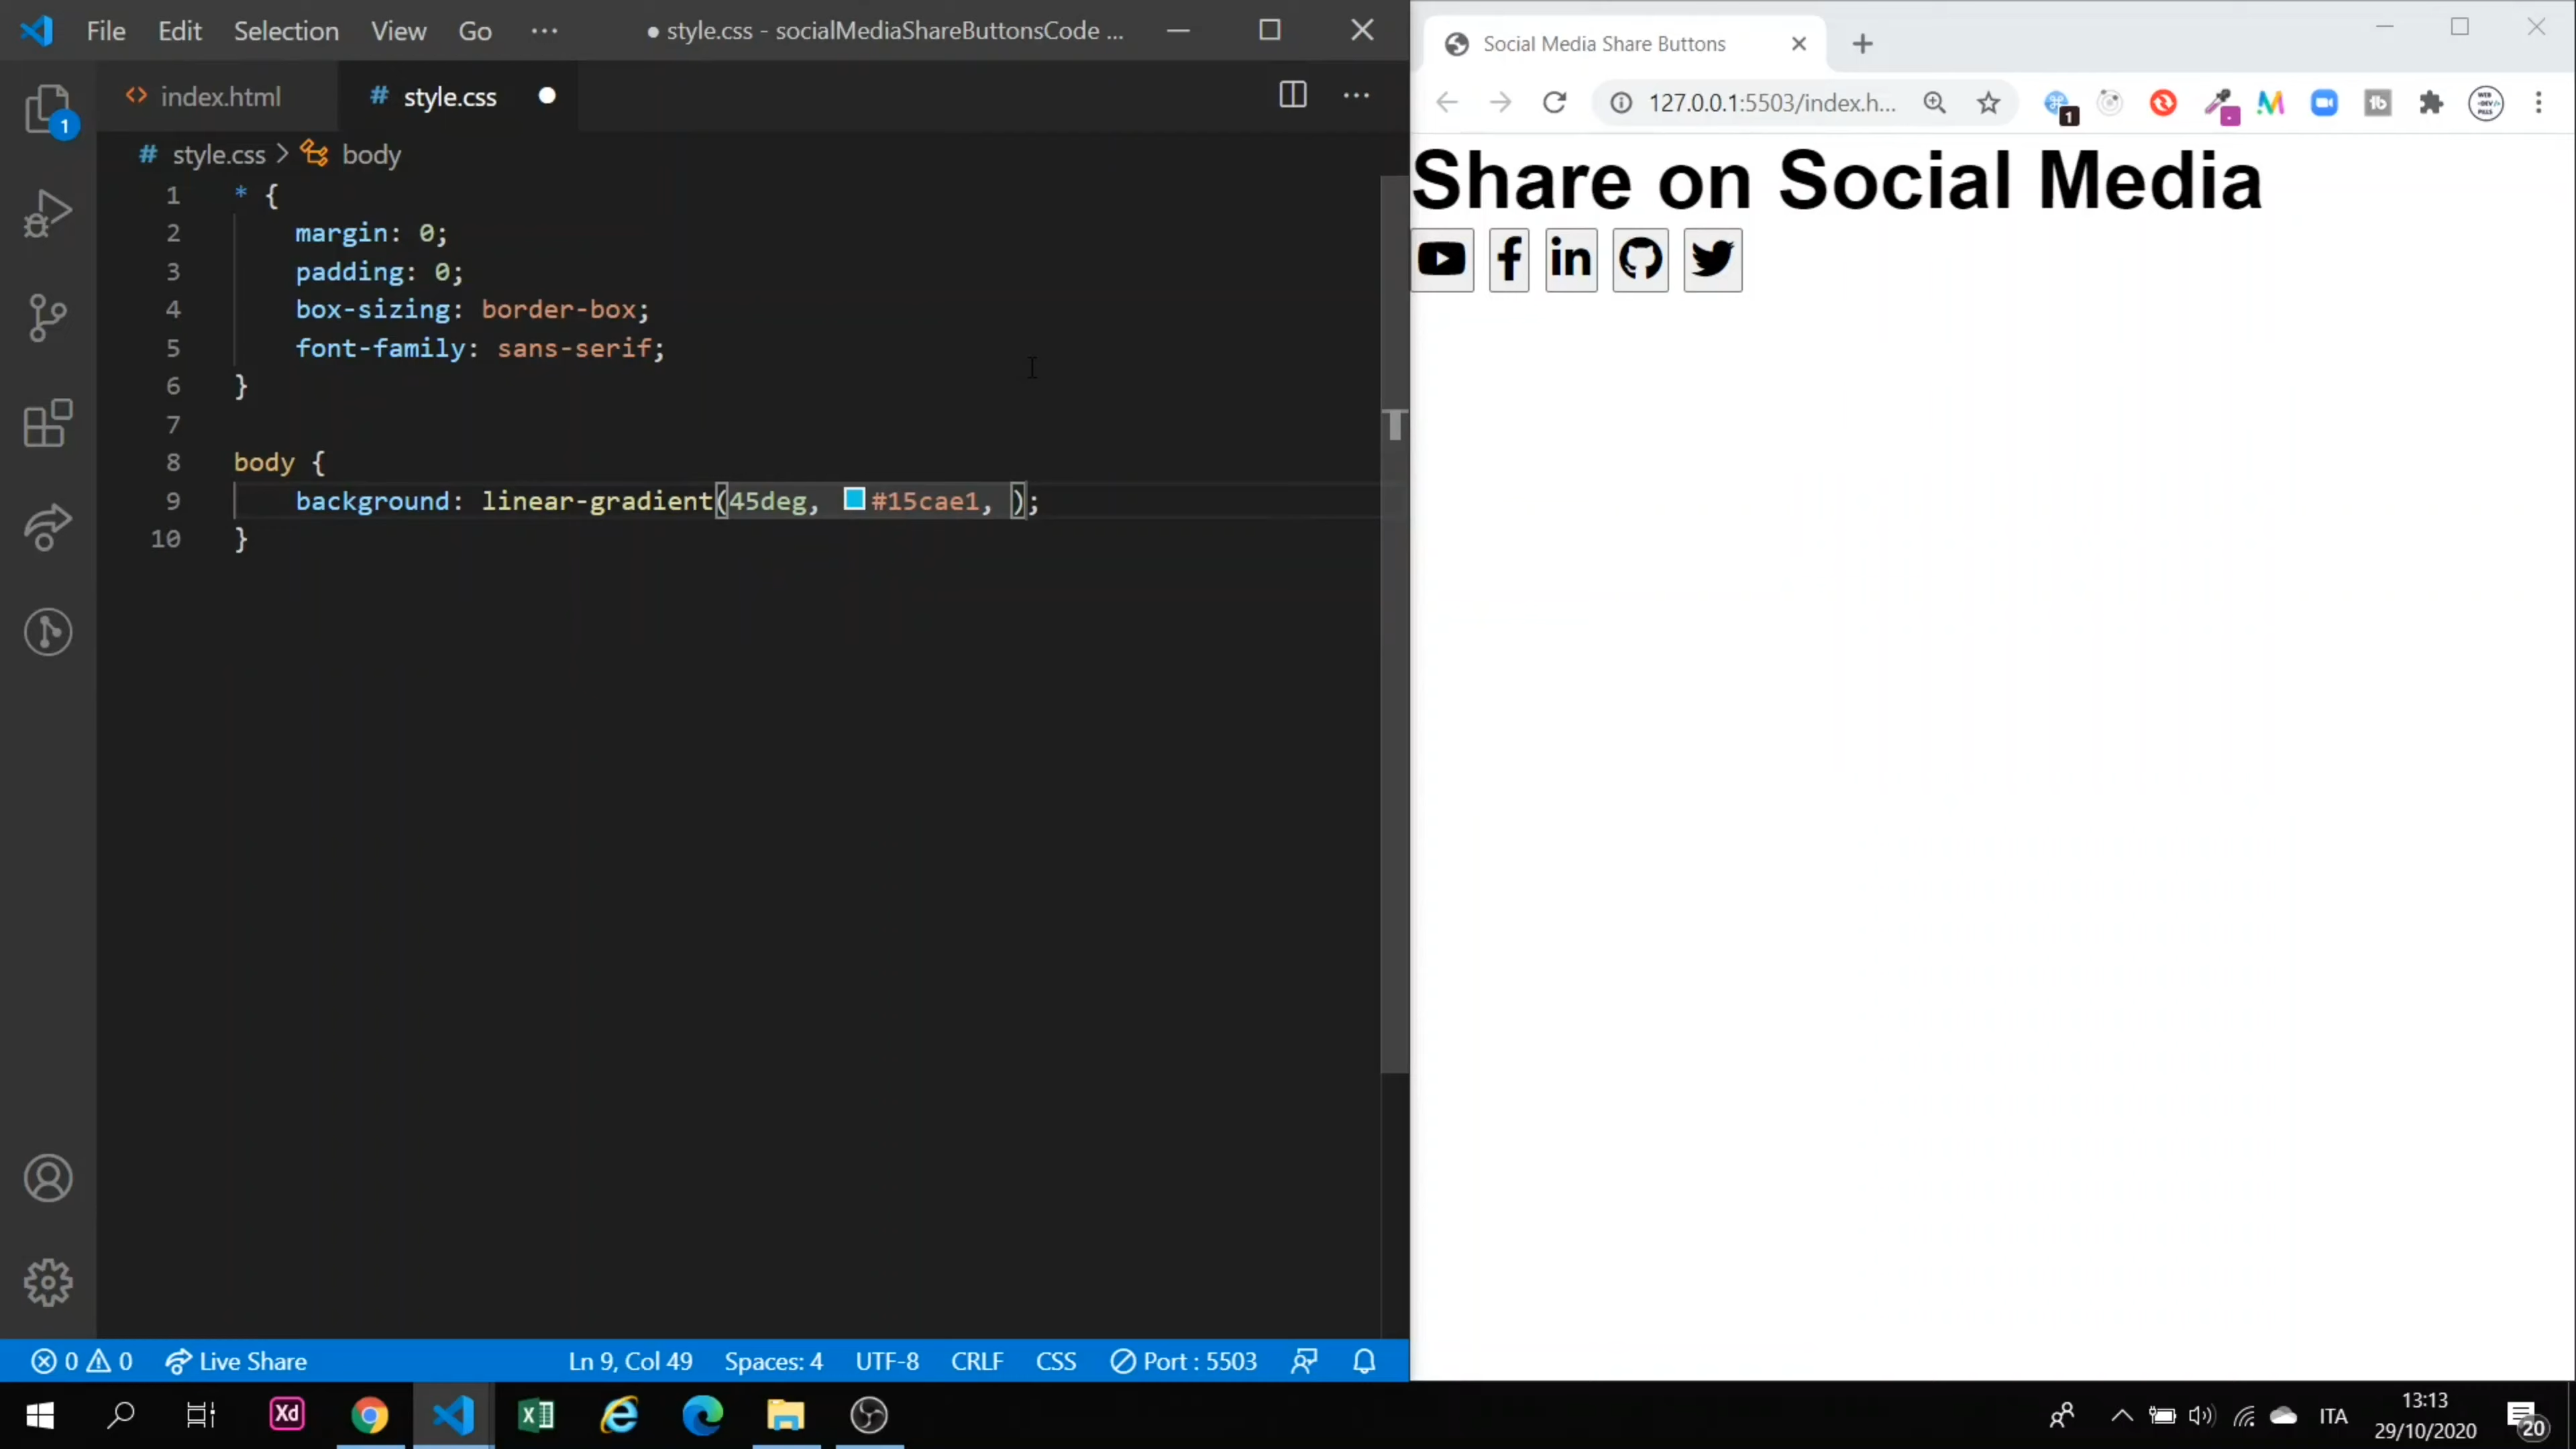 File Edit Selection View Go ··· ● style.css - socialMediaShareButtonsCode ...
index.html # style.css ●
1
# style.css > body
1 * {
2 margin: 0;
3 padding: 0;
4 box-sizing: border-box;
5 font-family: sans-serif;
6 }
7
8 body {
9 background: linear-gradient(45deg, #15cae1, );
10 }
0 0 Live Share Ln 9, Col 49 Spaces: 4 UTF-8 CRLF CSS Port : 5503
Social Media Share Buttons
127.0.0.1:5503/index.h...
1
Share on Social Media
in
Xd
ITA
13:13
29/10/2020
20